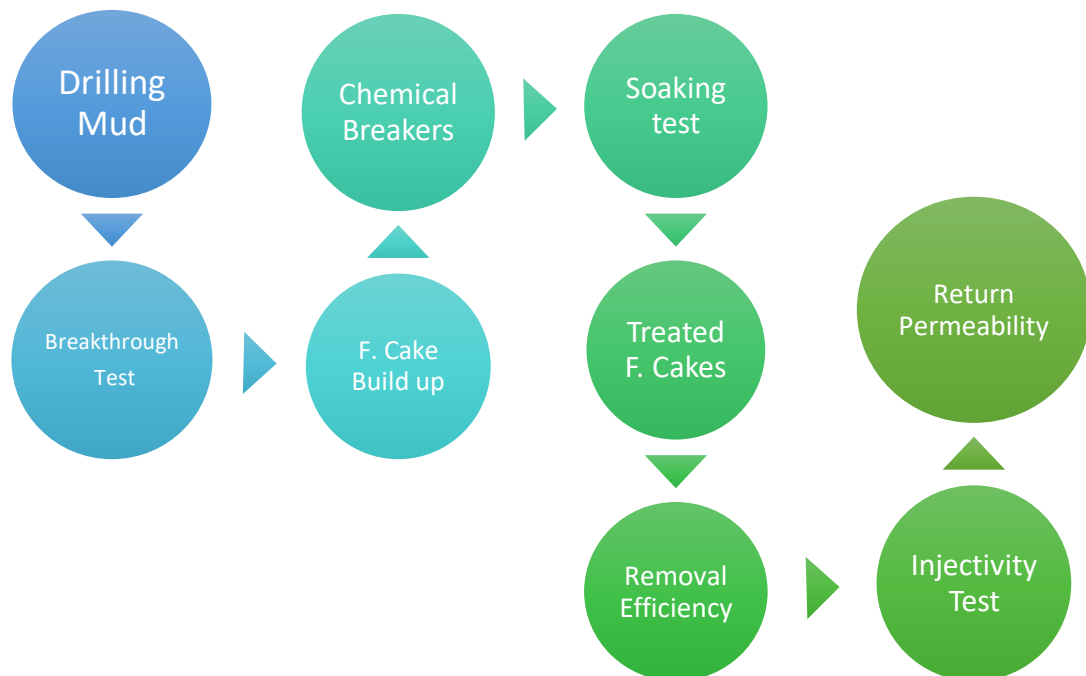 Drilling
Mud
Breakthrough
Test
F. Cake
Build up
Chemical
Breakers
Soaking
test
Treated
F. Cakes
Removal
Efficiency
Injectivity
Test
Return
Permeability